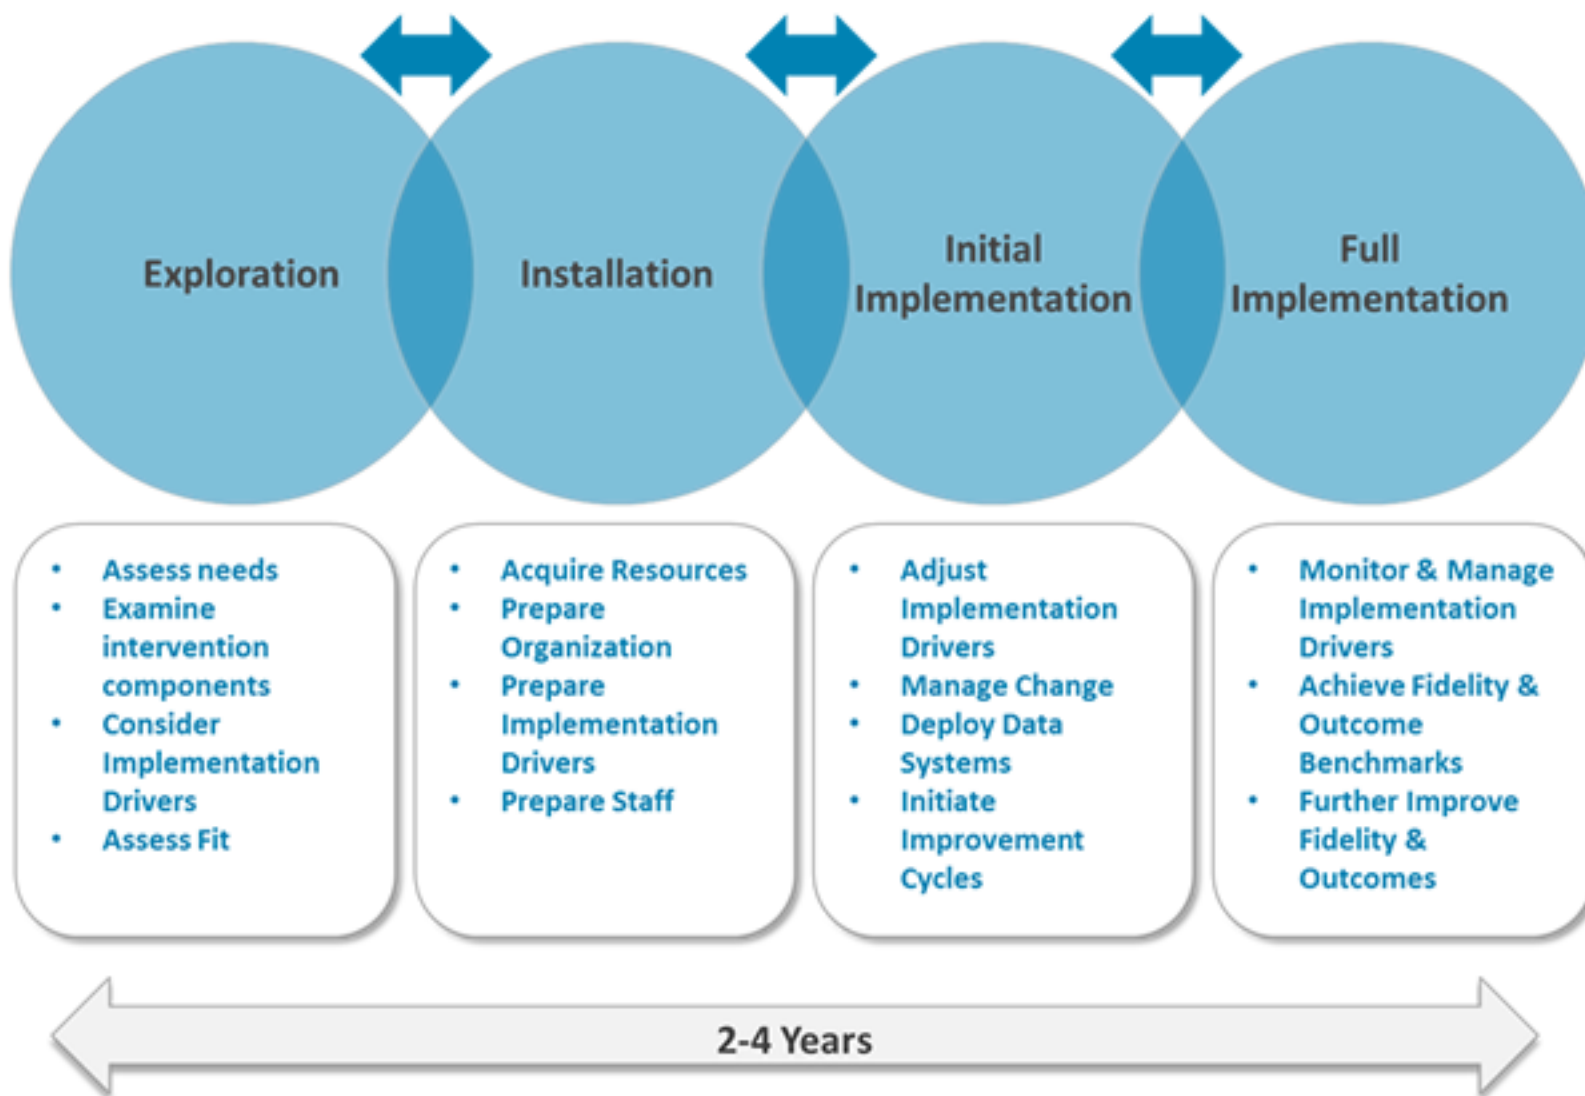 Exploration
Installation
Initial
Implementation
Full
Implementation
• Assess needs
• Examine
intervention
components
• Consider
Implementation
Drivers
• Assess Fit
• Acquire Resources
• Prepare
Organization
• Prepare
Implementation
Drivers
• Prepare Staff
• Adjust
Implementation
Drivers
• Manage Change
• Deploy Data
Systems
• Initiate
Improvement
Cycles
• Monitor & Manage
Implementation
Drivers
• Achieve Fidelity &
Outcome
Benchmarks
• Further Improve
Fidelity &
Outcomes
2-4 Years